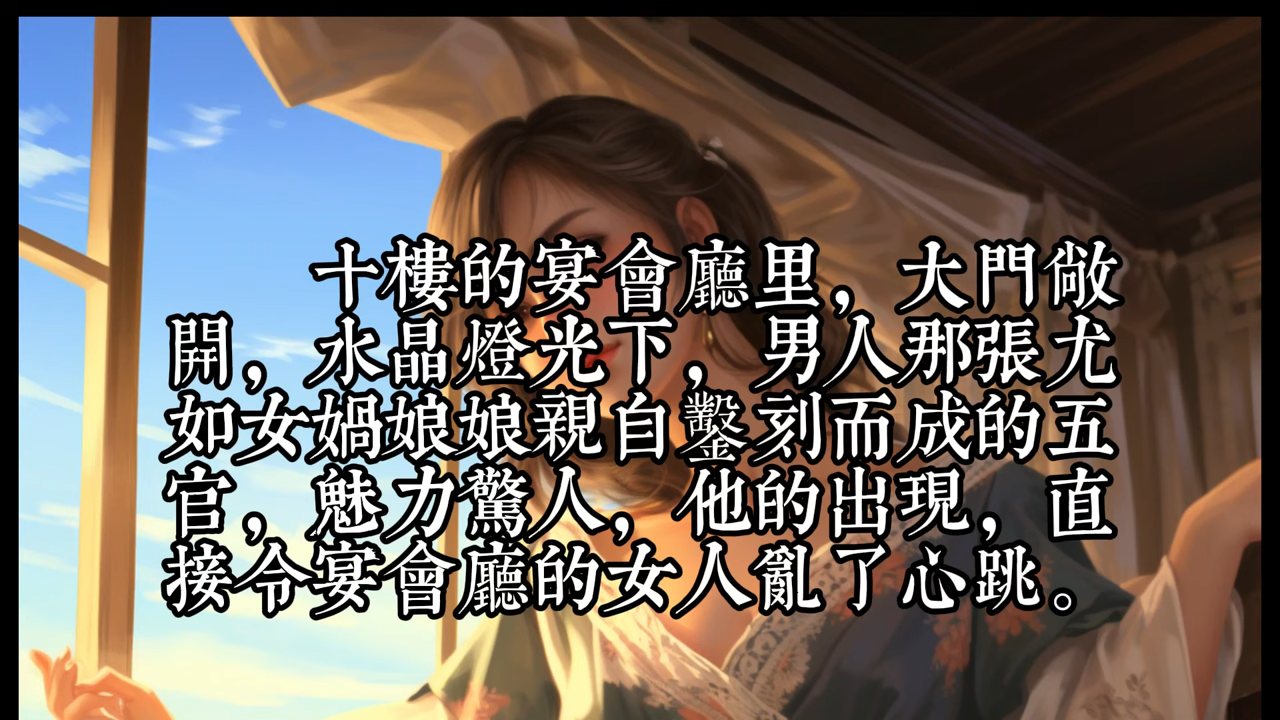 十樓的宴會廳里，大門敞
開，水晶燈光下，男人那張尤
如女媧娘娘親自鑿刻而成的五
官，魅力驚人，他的出現，直
接令宴會廳的女人亂了心跳。